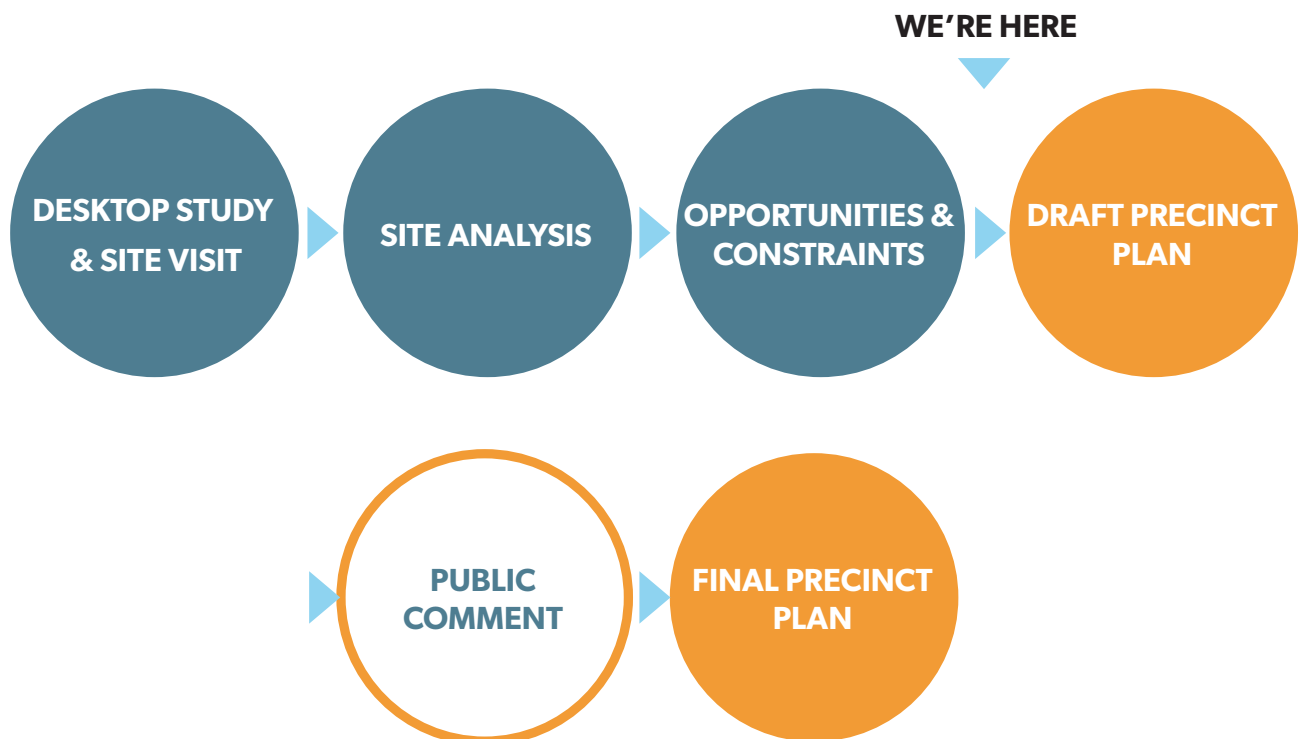 WE’RE HERE
DESKTOP STUDY
& SITE VISIT
SITE ANALYSIS
OPPORTUNITIES &
CONSTRAINTS
DRAFT PRECINCT
PLAN
PUBLIC
COMMENT
FINAL PRECINCT
PLAN